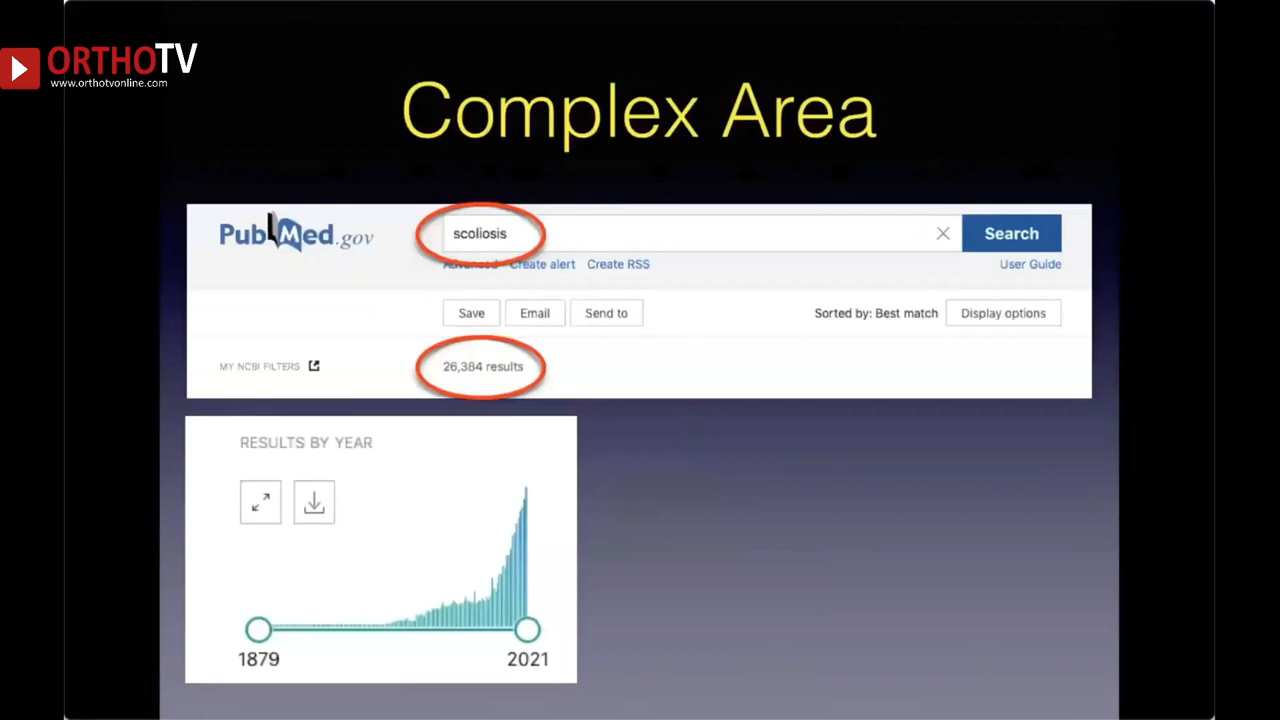 ORTHOTV
www.orthotvonline.com
Complex Area
PubMed.gov
scoliosis
Search
Advanced Create alert Create RSS
User Guide
Save Email Send to
Sorted by: Best match Display options
MY NCBI FILTERS
26,384 results
RESULTS BY YEAR
1879 2021